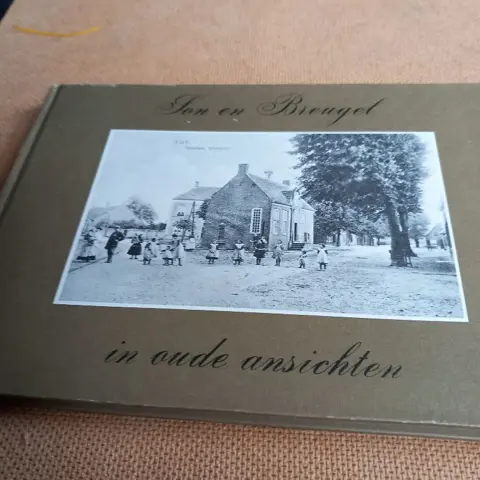 Son en Breugel
in oude ansichten